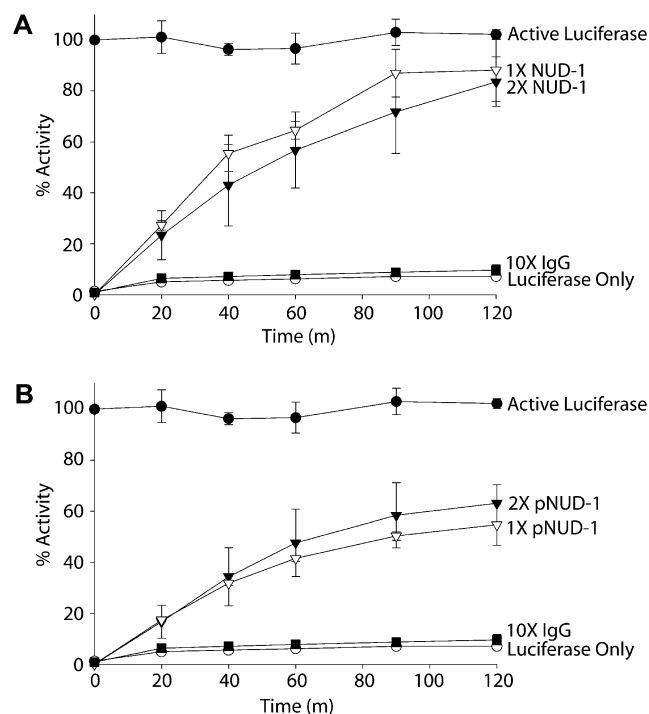 A
100
80
60
40
20
0
% Activity
Active Luciferase
1X NUD-1
2X NUD-1
10X IgG
Luciferase Only
0 20 40 60 80 100 120
Time (m)
B
100
80
60
40
20
0
% Activity
Active Luciferase
2X pNUD-1
1X pNUD-1
10X IgG
Luciferase Only
0 20 40 60 80 100 120
Time (m)